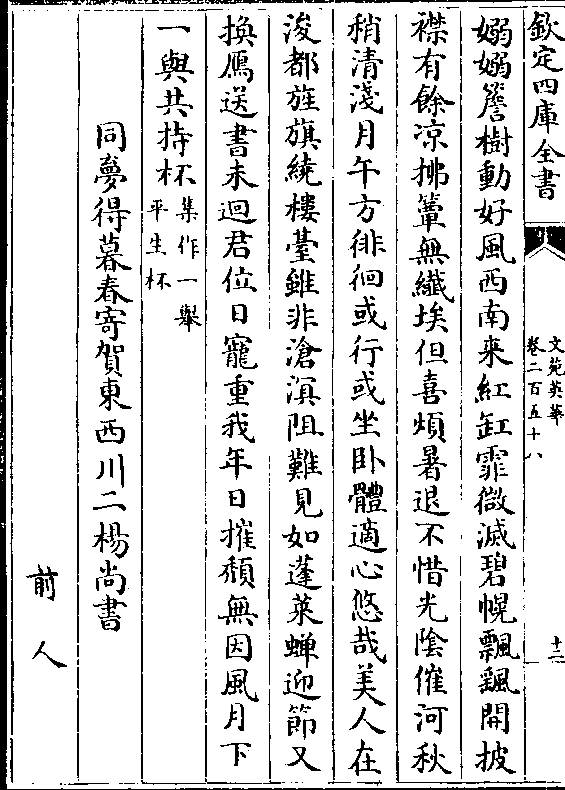 欽定四庫全書
文苑英華
卷二百五十八
十二
嫋嫋簷樹動好風西南來紅缸霏微滅碧幌飄颻開披
襟有餘凉拂簟無纎埃但喜煩暑退不惜光隂催河秋
稍清淺月午方徘徊或行或坐卧體適心悠哉美人在
浚都旌旗繞樓臺雖非滄溟阻難見如蓬萊蟬迎節又
換鴈送書未迴君位日寵重我年日摧頽無因風月下
一舉共持杯集作一舉
平生杯
同夢得暮春寄賀東西川二楊尚書
前人